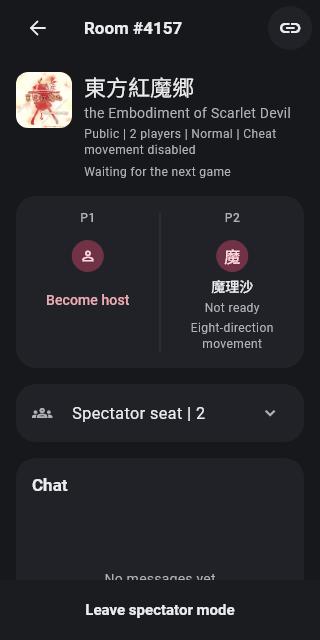 Room #4157
東方紅魔郷
the Embodiment of Scarlet Devil
Public | 2 players | Normal | Cheat
movement disabled
Waiting for the next game
P1
P2
魔
魔理沙
Become host
Not ready
Eight-direction
movement
Spectator seat | 2
Chat
No messages yet
Leave spectator mode